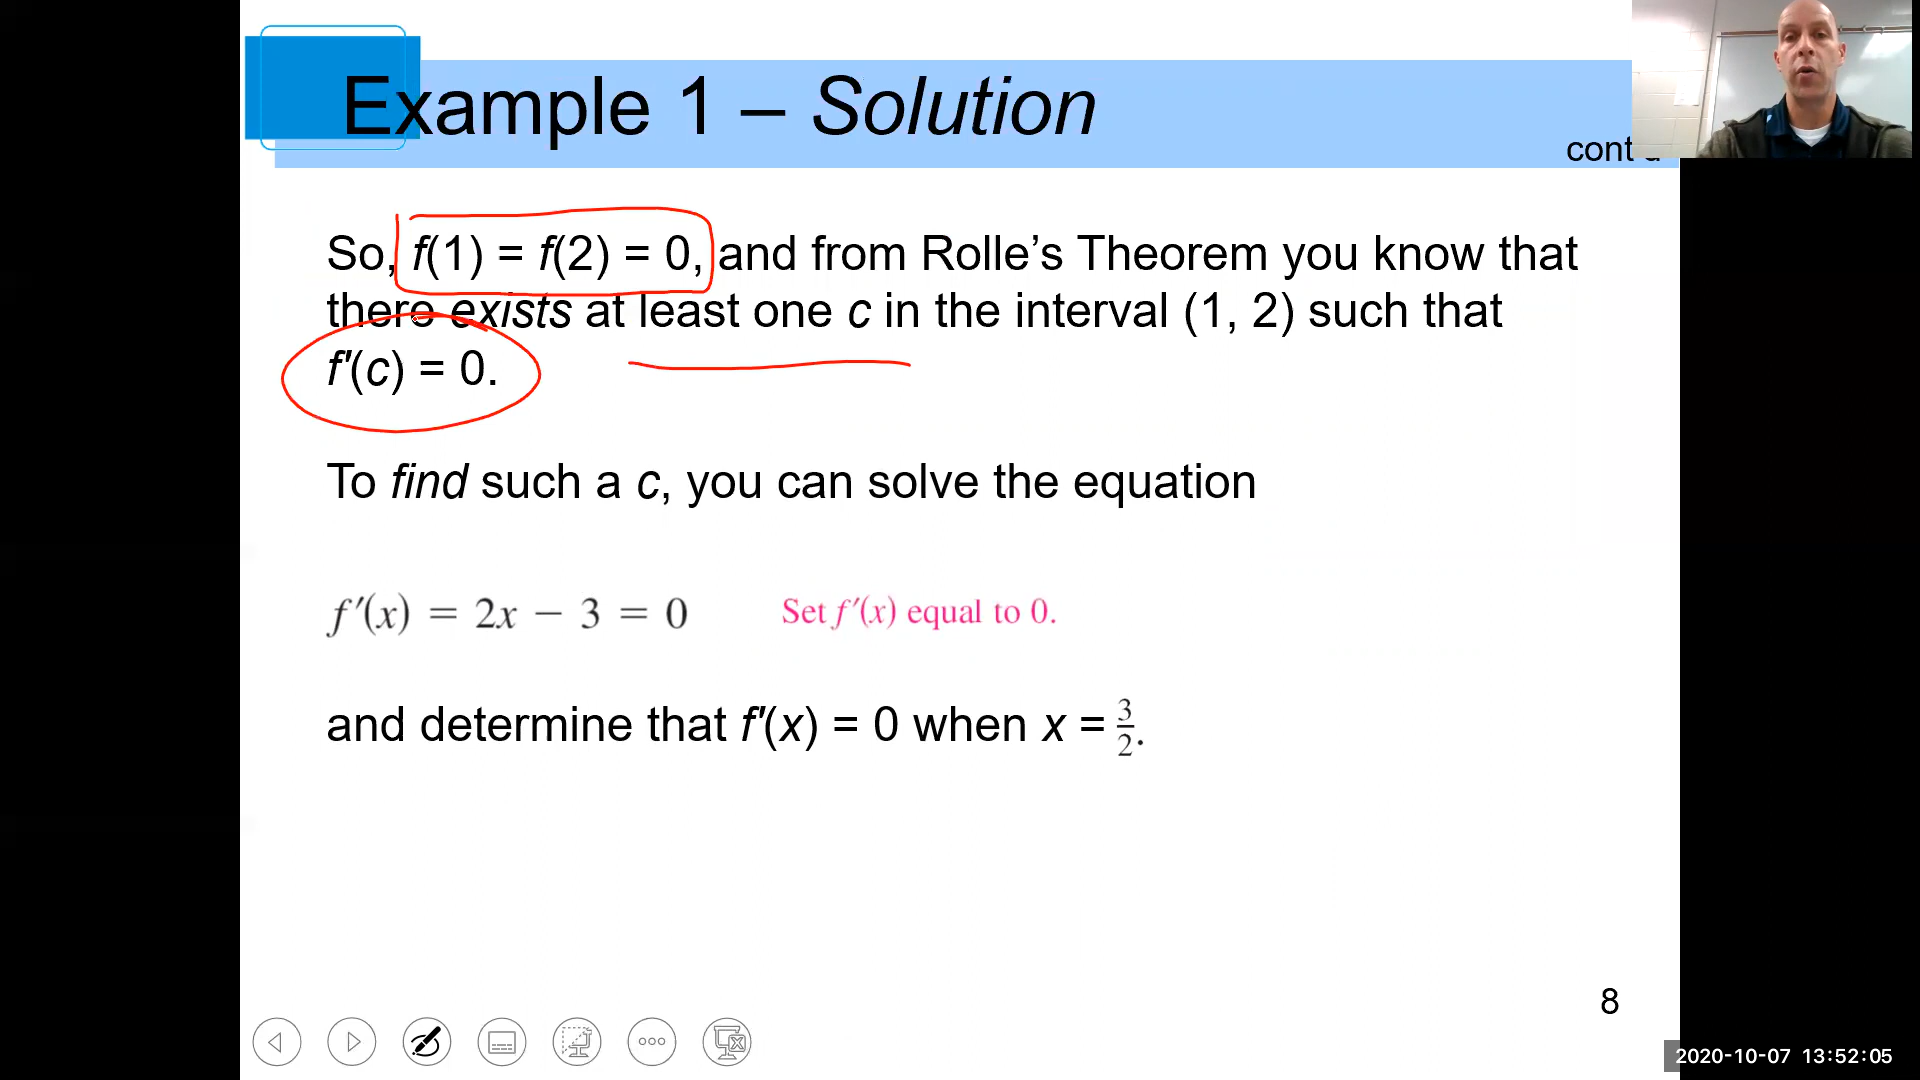 Example 1 – Solution
So, f(1) = f(2) = 0, and from Rolle’s Theorem you know that
there exists at least one c in the interval (1, 2) such that
f′(c) = 0.
To find such a c, you can solve the equation
f′(x) = 2x − 3 = 0 Set f′(x) equal to 0.
and determine that f′(x) = 0 when x = 3/2.
8
2020-10-07 13:52:05